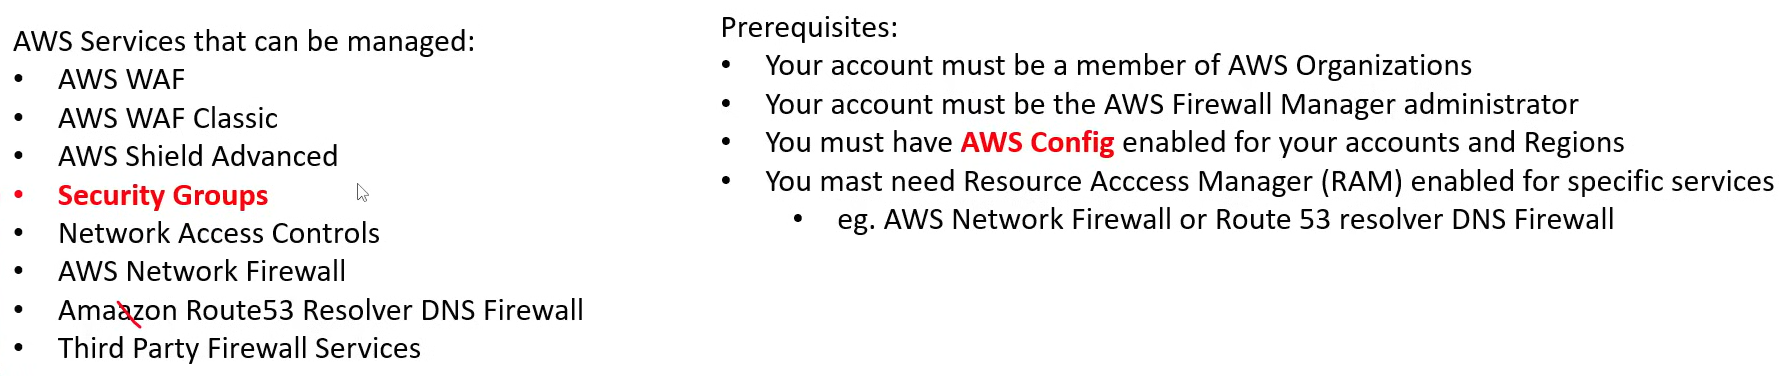 AWS Services that can be managed:
• AWS WAF
• AWS WAF Classic
• AWS Shield Advanced
• Security Groups
• Network Access Controls
• AWS Network Firewall
• Amaazon Route53 Resolver DNS Firewall
• Third Party Firewall Services
Prerequisites:
• Your account must be a member of AWS Organizations
• Your account must be the AWS Firewall Manager administrator
• You must have AWS Config enabled for your accounts and Regions
• You mast need Resource Acccess Manager (RAM) enabled for specific services
• eg. AWS Network Firewall or Route 53 resolver DNS Firewall